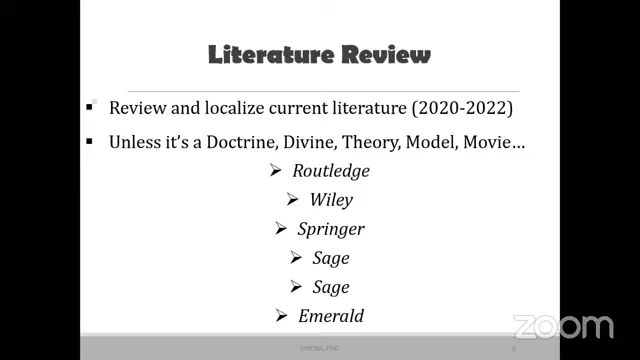 Literature Review
▪ Review and localize current literature (2020-2022)
▪ Unless it's a Doctrine, Divine, Theory, Model, Movie…
➢ Routledge
➢ Wiley
➢ Springer
➢ Sage
➢ Sage
➢ Emerald
zoom